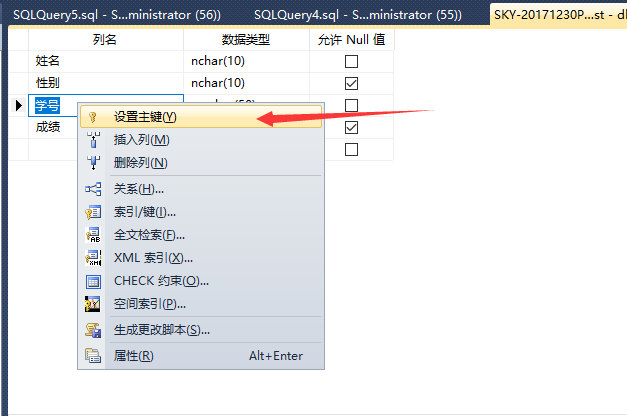 SQLQuery5.sql - S...ministrator (56)) SQLQuery4.sql - S...ministrator (55)) SKY-20171230P...st - d
列名 数据类型 允许 Null 值
姓名 nchar(10)
性别 nchar(10)
学号
设置主键(Y)
成绩
插入列(M)
删除列(N)
关系(H)...
索引/键(I)...
全文检索(F)...
XML 索引(X)...
CHECK 约束(O)...
空间索引(P)...
生成更改脚本(S)...
属性(R) Alt+Enter